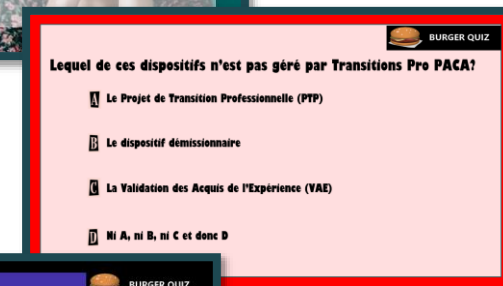 BURGER QUIZ
Lequel de ces dispositifs n'est pas géré par Transitions Pro PACA?
A Le Projet de Transition Professionnelle (PTP)
B Le dispositif démissionnaire
C La Validation des Acquis de l'Expérience (VAE)
D Ni A, ni B, ni C et donc D
BURGER QUIZ